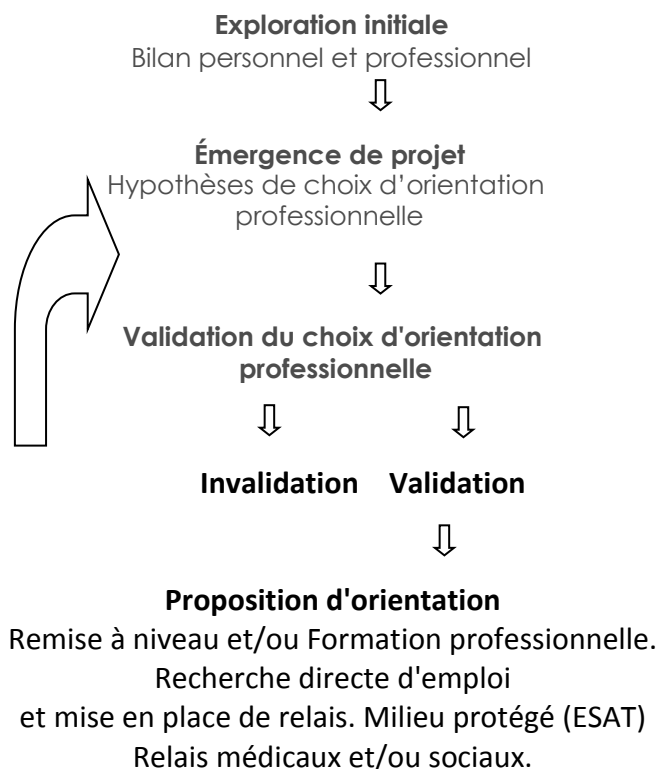 Exploration initiale
Bilan personnel et professionnel
Émergence de projet
Hypothèses de choix d’orientation
professionnelle
Validation du choix d'orientation
professionnelle
Invalidation Validation
Proposition d'orientation
Remise à niveau et/ou Formation professionnelle.
Recherche directe d'emploi
et mise en place de relais. Milieu protégé (ESAT)
Relais médicaux et/ou sociaux.